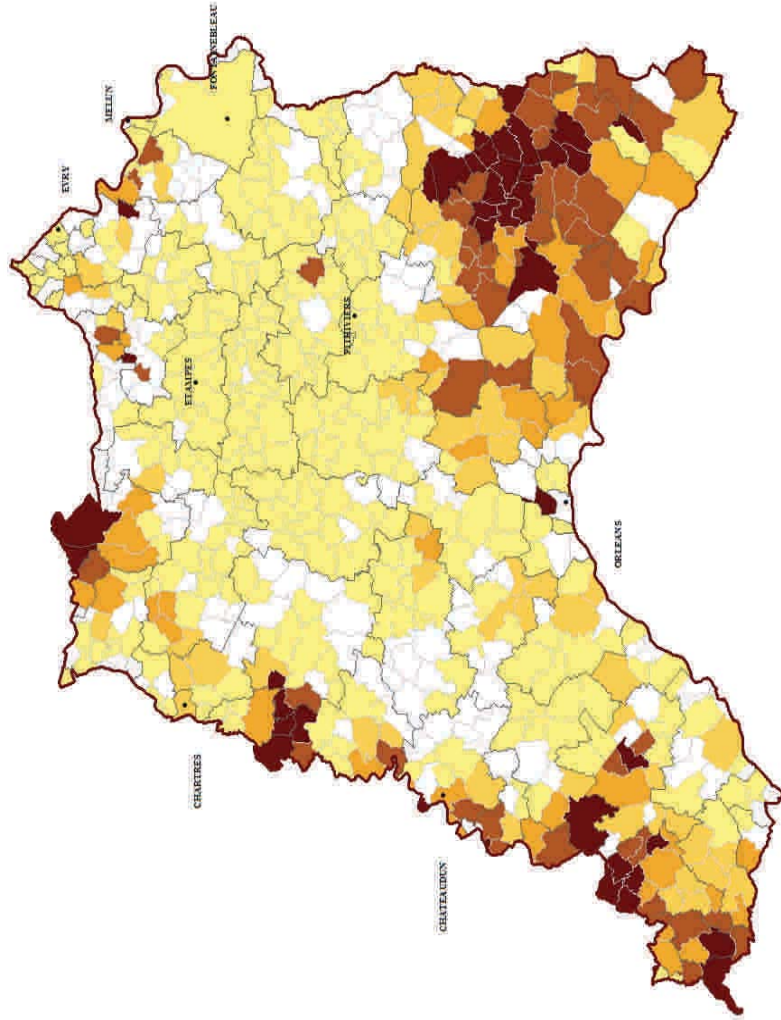 FONTAINEBLEAU
MELUN
EVRY
PITHIVIERS
ETAMPES
ORLEANS
CHARTRES
CHATEAUDUN